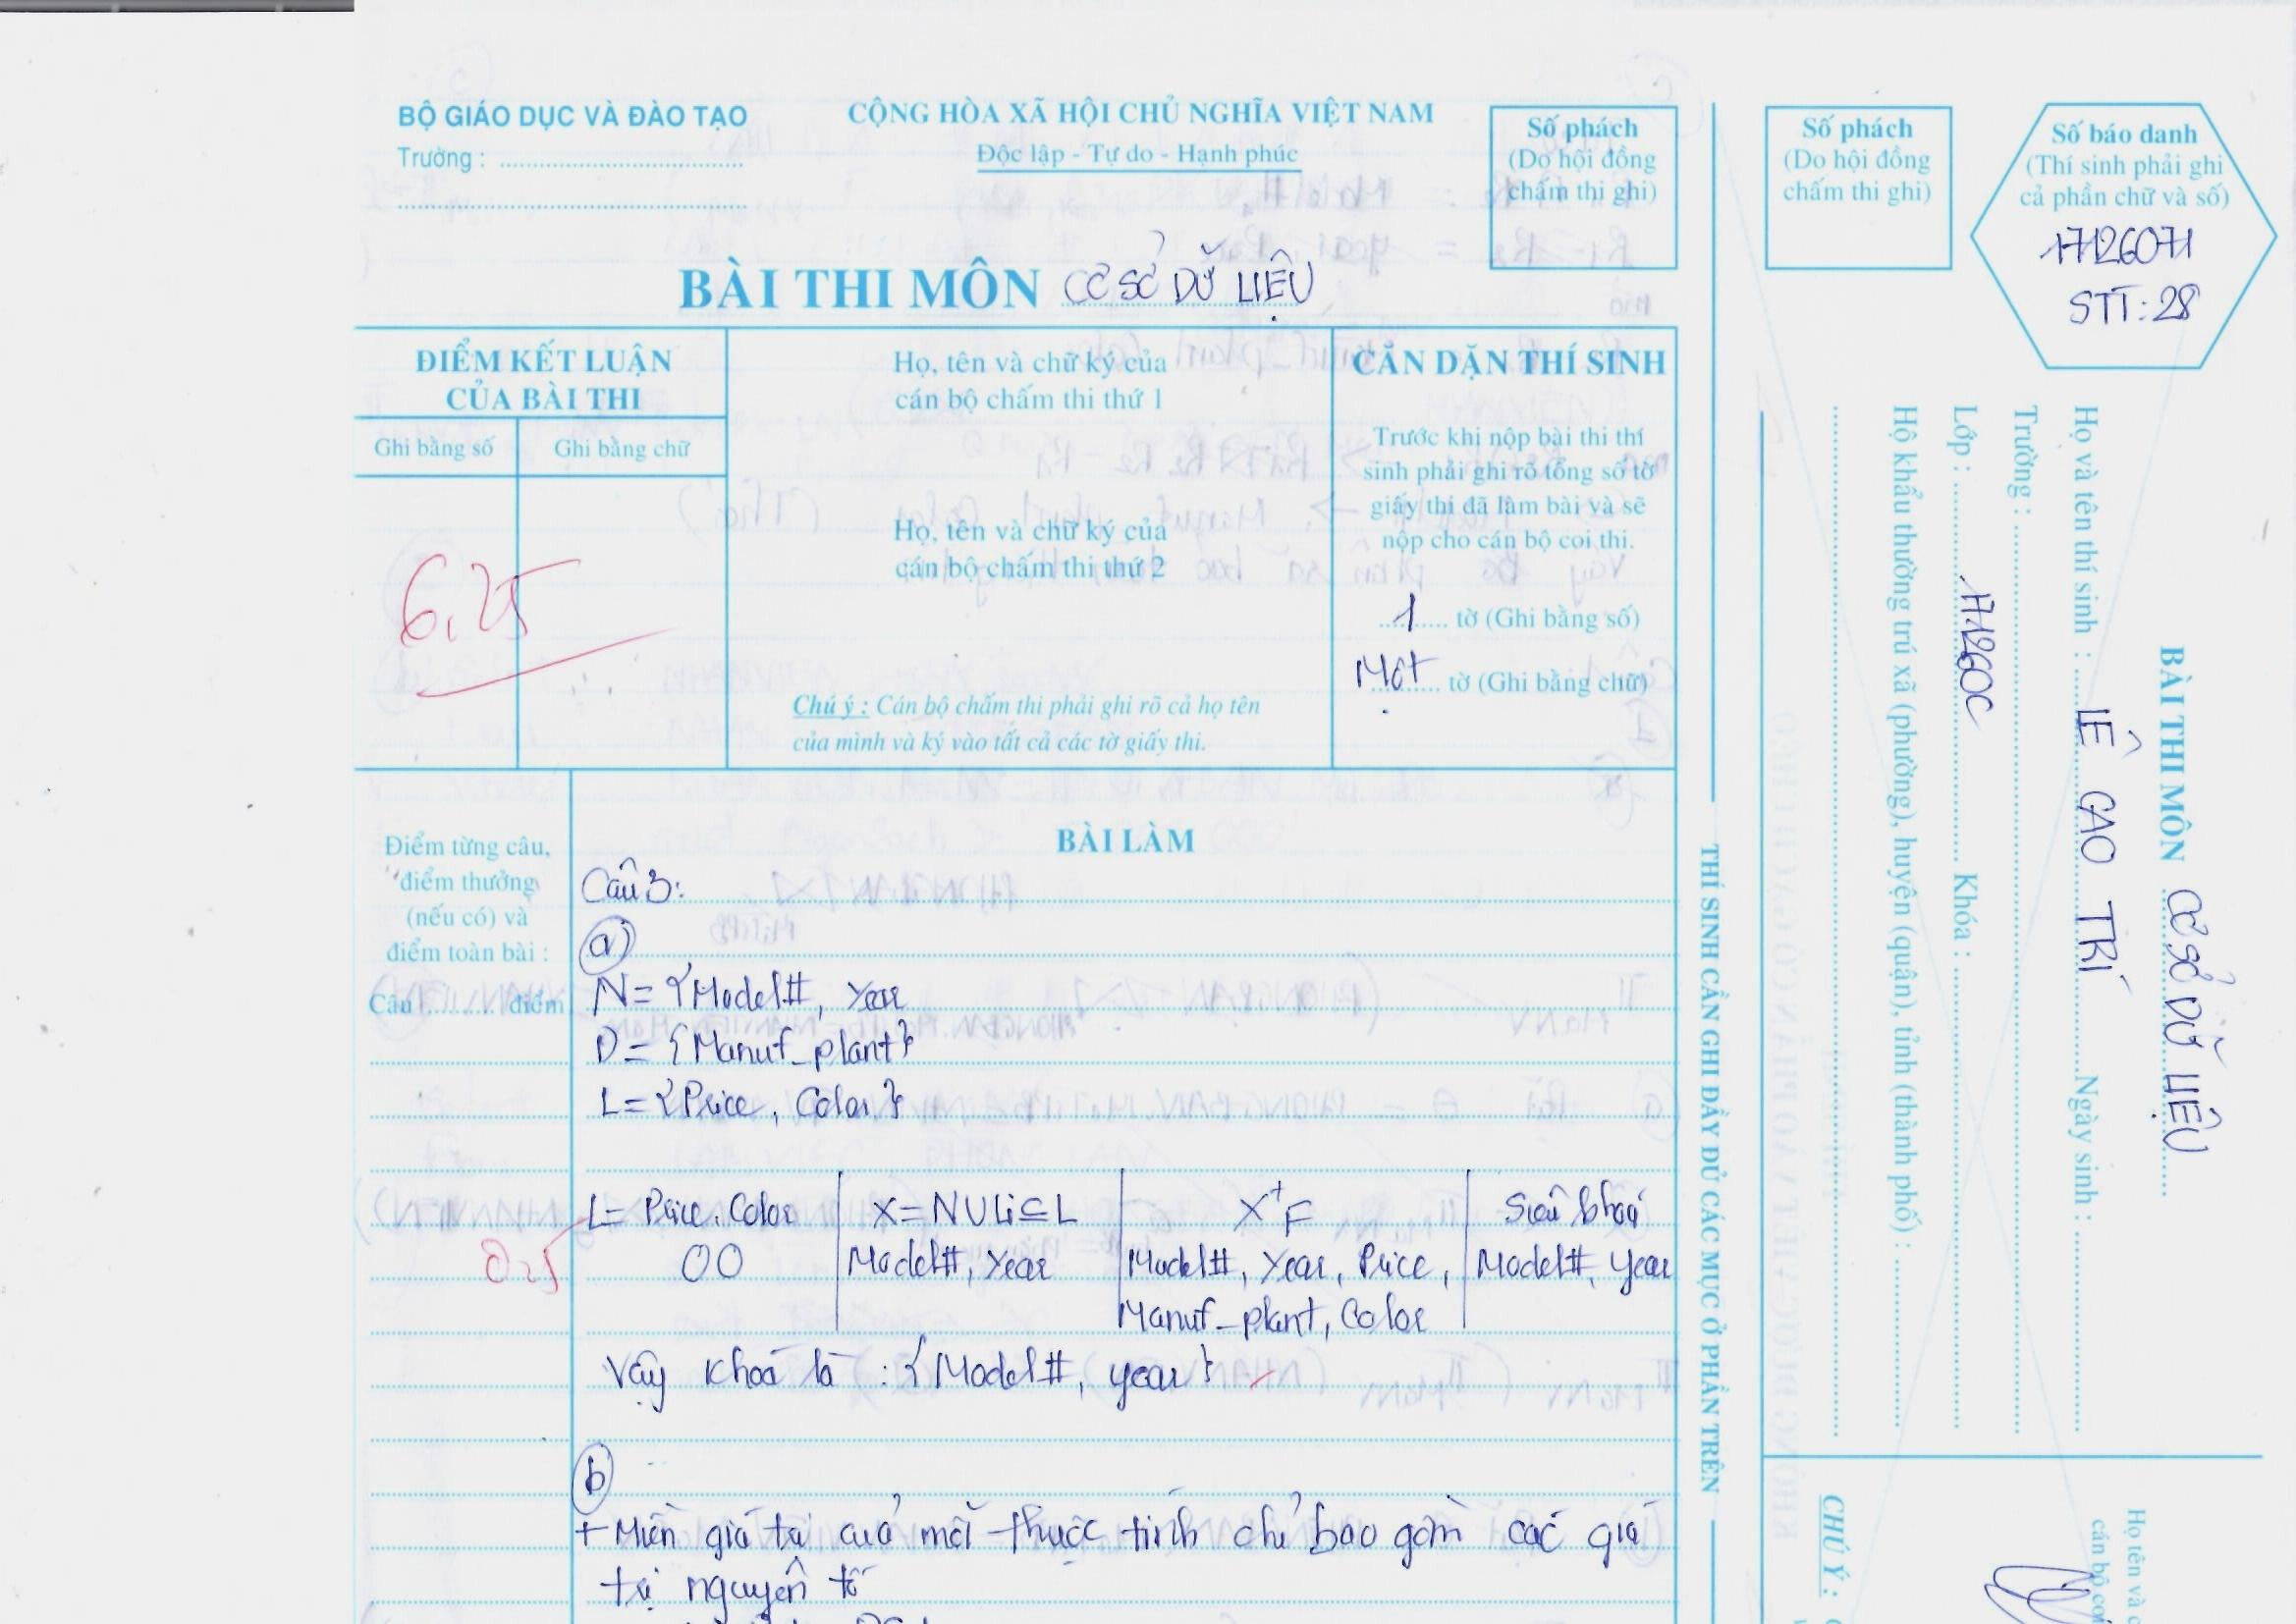 BỘ GIÁO DỤC VÀ ĐÀO TẠO
Trường :
CỘNG HÒA XÃ HỘI CHỦ NGHĨA VIỆT NAM
Độc lập - Tự do - Hạnh phúc
Số phách
(Do hội đồng
chấm thi ghi)
BÀI THI MÔN CƠ SỞ DỮ LIỆU
ĐIỂM KẾT LUẬN
CỦA BÀI THI
Ghi bằng số
Ghi bằng chữ
6,25
Họ, tên và chữ ký của
cán bộ chấm thi thứ 1
Họ, tên và chữ ký của
cán bộ chấm thi thứ 2
Chú ý : Cán bộ chấm thi phải ghi rõ cả họ tên
của mình và ký vào tất cả các tờ giấy thi.
CĂN DẶN THÍ SINH
Trước khi nộp bài thi thí
sinh phải ghi rõ tổng số tờ
giấy thi đã làm bài và sẽ
nộp cho cán bộ coi thi.
1 tờ (Ghi bằng số)
Một tờ (Ghi bằng chữ)
Điểm từng câu,
điểm thưởng
(nếu có) và
điểm toàn bài :
Câu điểm
BÀI LÀM
Câu 3:
a)
N= {Model#, Year
D= {Manuf_plant}
L= {Price, Color}
L= Price, Color
X= N U Li ⊆ L
X+F
Siêu khoá
00
Model#, Year
Model#, Year, Price,
Model#, Year
Manuf_plant, Color
0,25
Vậy khoá là : {Model#, year}
b
+ Miền giá trị của mỗi thuộc tính chỉ bao gồm các giá
trị nguyên tố
THÍ SINH CẦN GHI ĐẦY ĐỦ CÁC MỤC Ở PHẦN TRÊN
Số phách
(Do hội đồng
chấm thi ghi)
Số báo danh
(Thí sinh phải ghi
cả phần chữ và số)
17126071
STT: 28
BÀI THI MÔN CƠ SỞ DỮ LIỆU
Họ và tên thí sinh : LÊ CAO TRÍ Ngày sinh :
Trường :
Lớp : 17126OC Khóa :
Hộ khẩu thường trú xã (phường), huyện (quận), tỉnh (thành phố) :
CHÚ Ý :
Họ tên và c
cán bộ coi